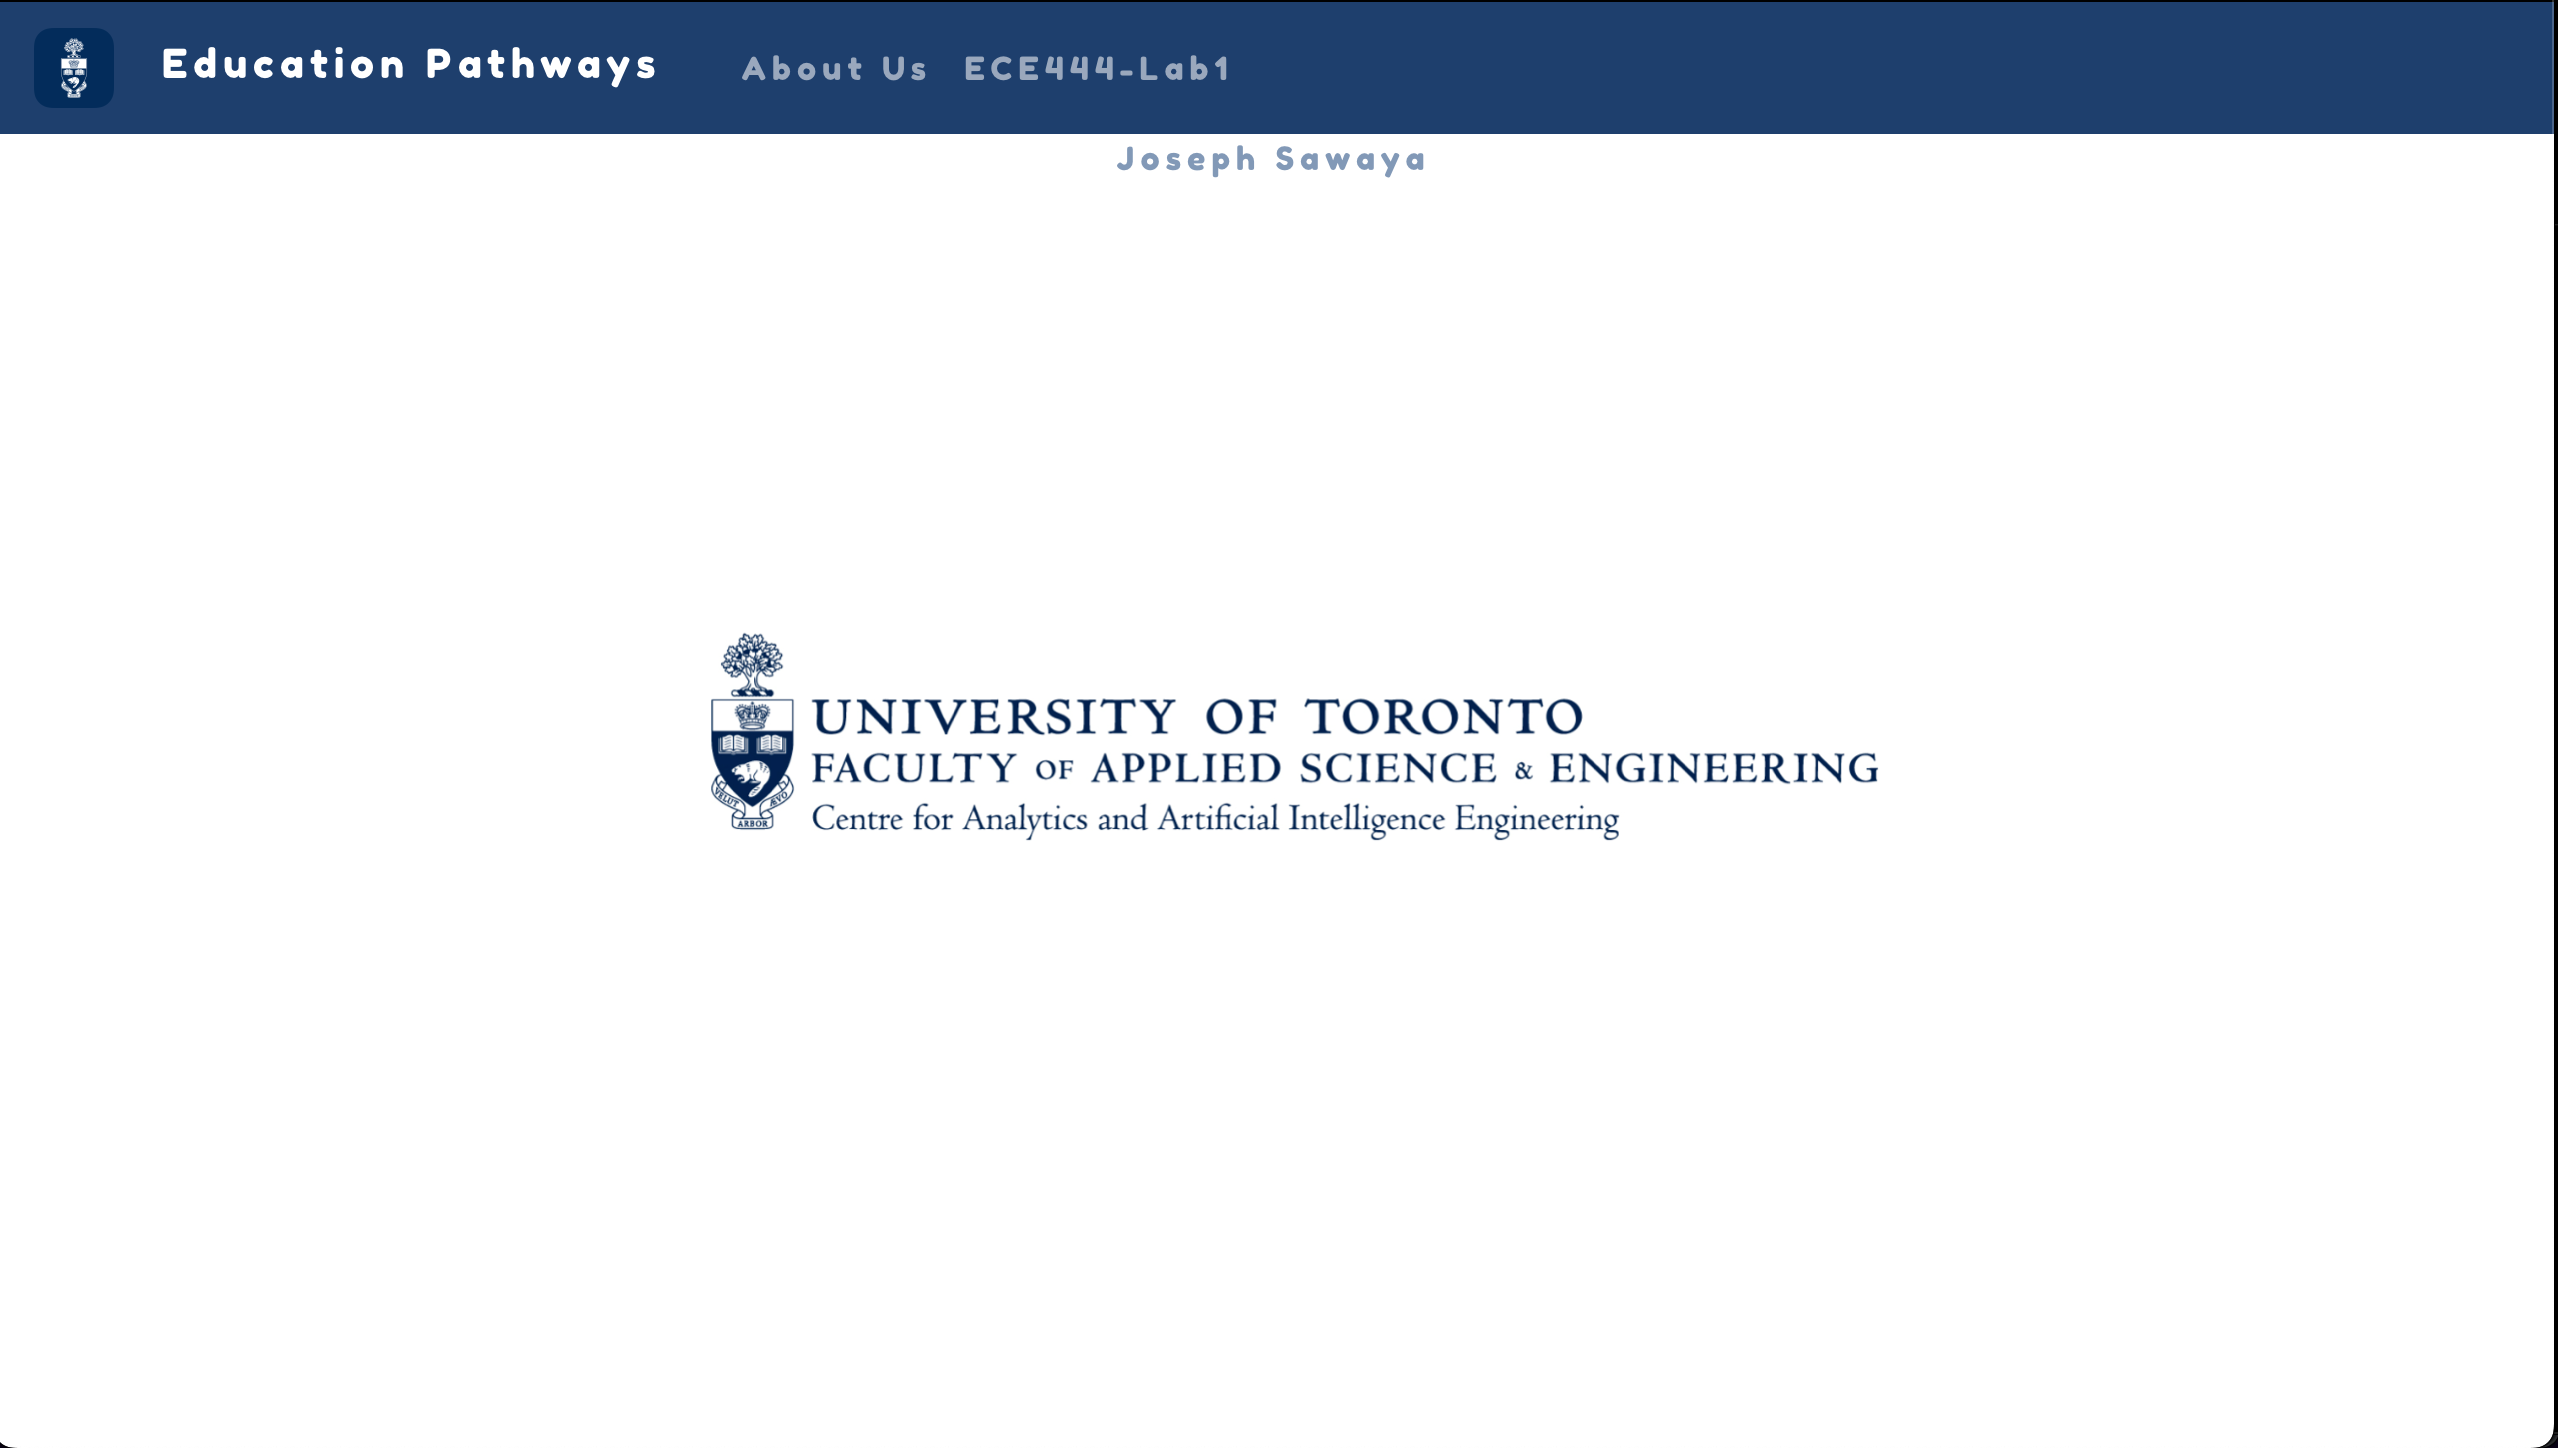 Education Pathways About Us ECE444-Lab1
Joseph Sawaya
UNIVERSITY OF TORONTO
FACULTY OF APPLIED SCIENCE & ENGINEERING
Centre for Analytics and Artificial Intelligence Engineering
VELUT ARBOR ÆVO